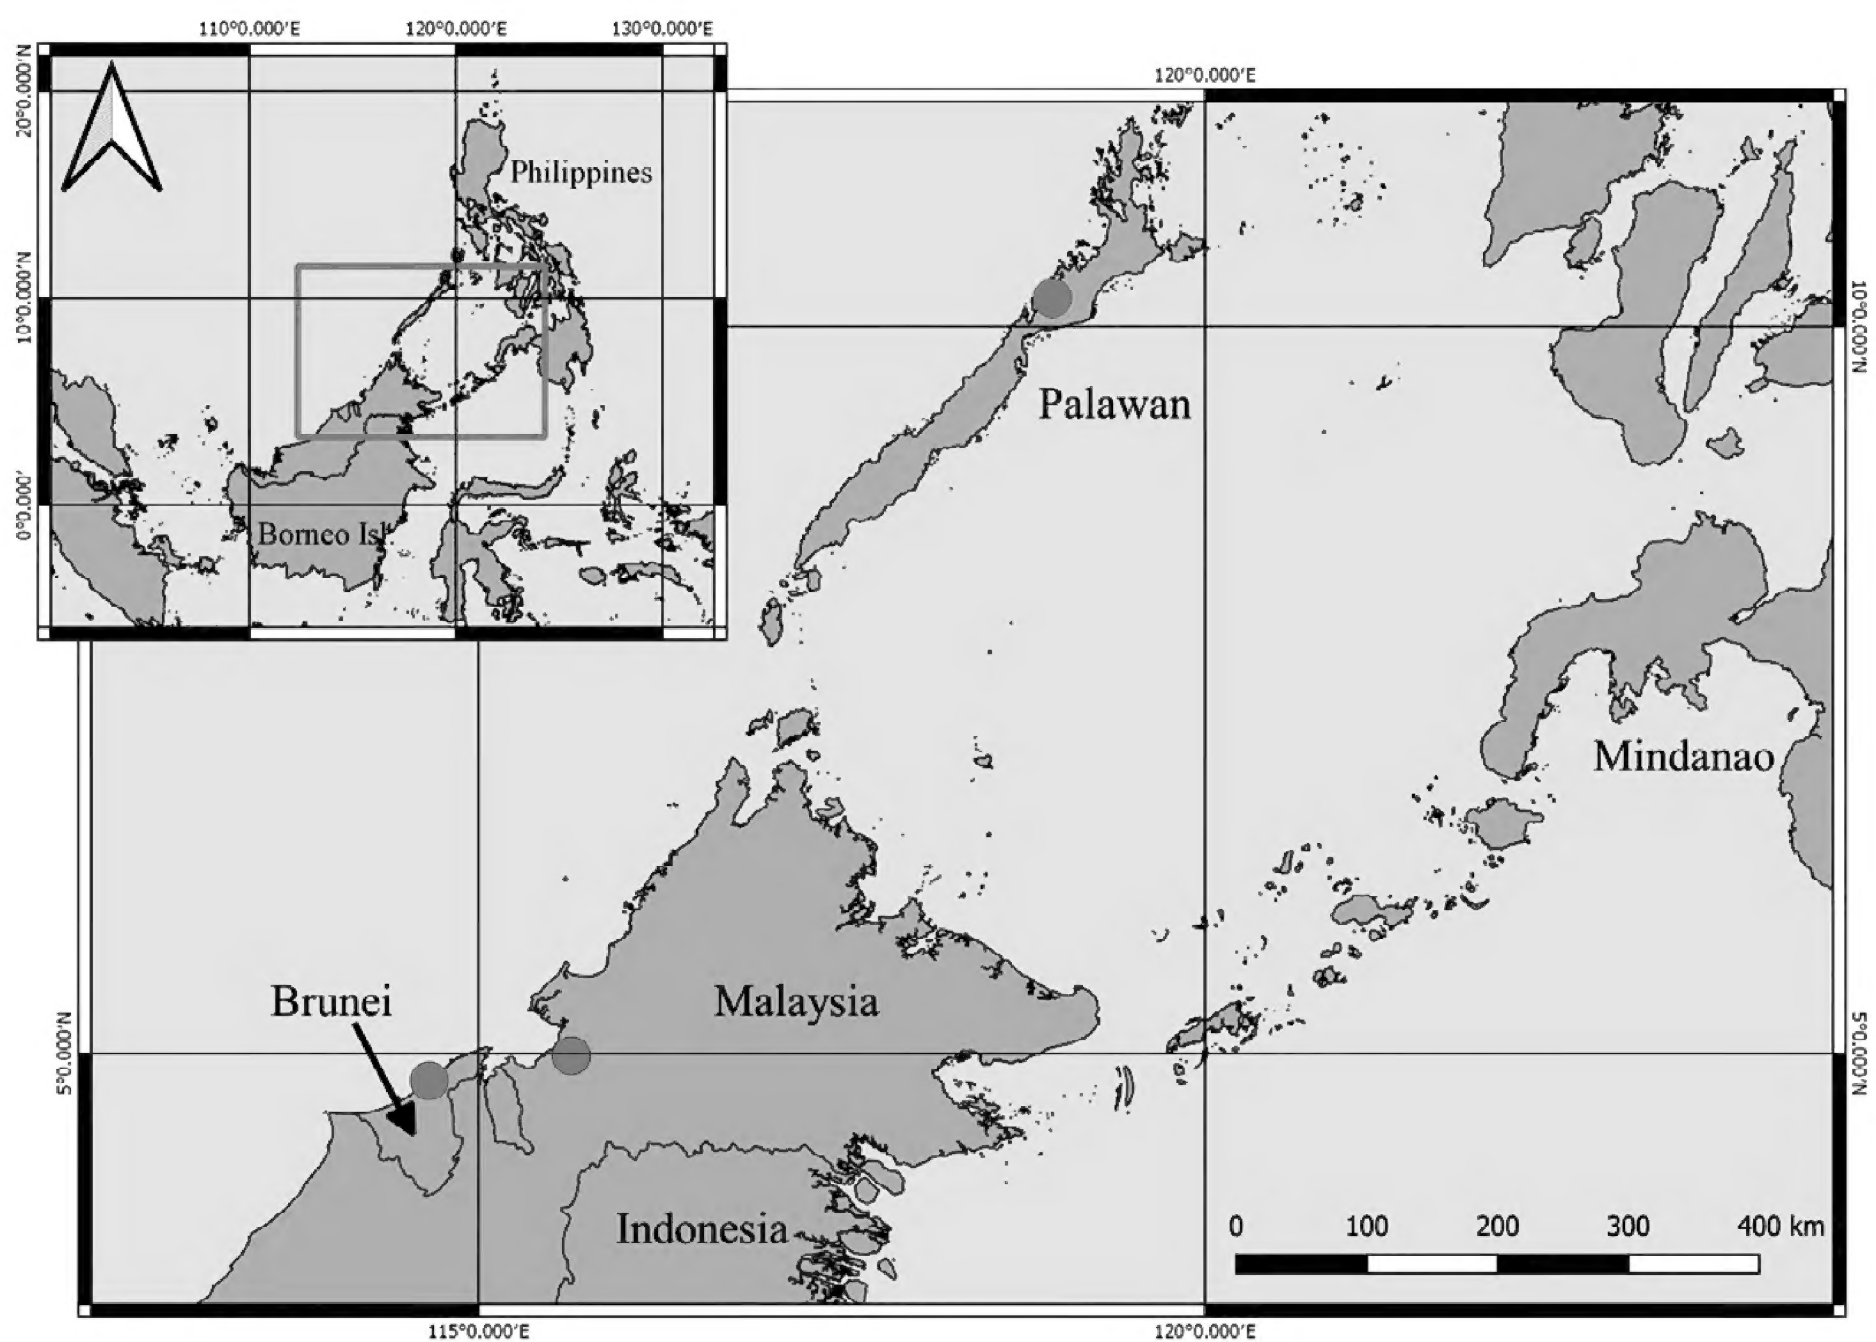 110°0.000′E 120°0.000′E 130°0.000′E
120°0.000′E
20°0.000′N
Philippines
10°0.000′N
10°0.000′N
Palawan
0°0.000′
Borneo Isl.
Mindanao
Brunei
Malaysia
5°0.000′N
5°0.000′N
Indonesia
0 100 200 300 400 km
115°0.000′E 120°0.000′E